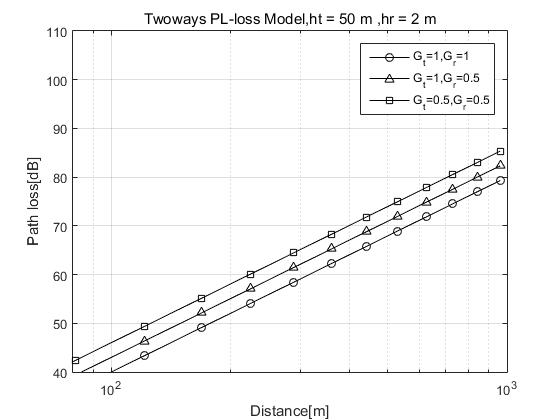 Twoways PL-loss Model,ht = 50 m ,hr = 2 m
110
100
90
80
70
60
50
40
Path loss[dB]
G_t=1,G_r=1
G_t=1,G_r=0.5
G_t=0.5,G_r=0.5
10^2
10^3
Distance[m]